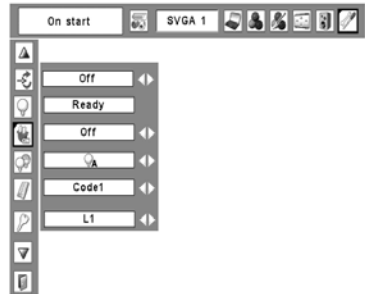 On start
SVGA 1
Off
Ready
Off
A
Code1
L1